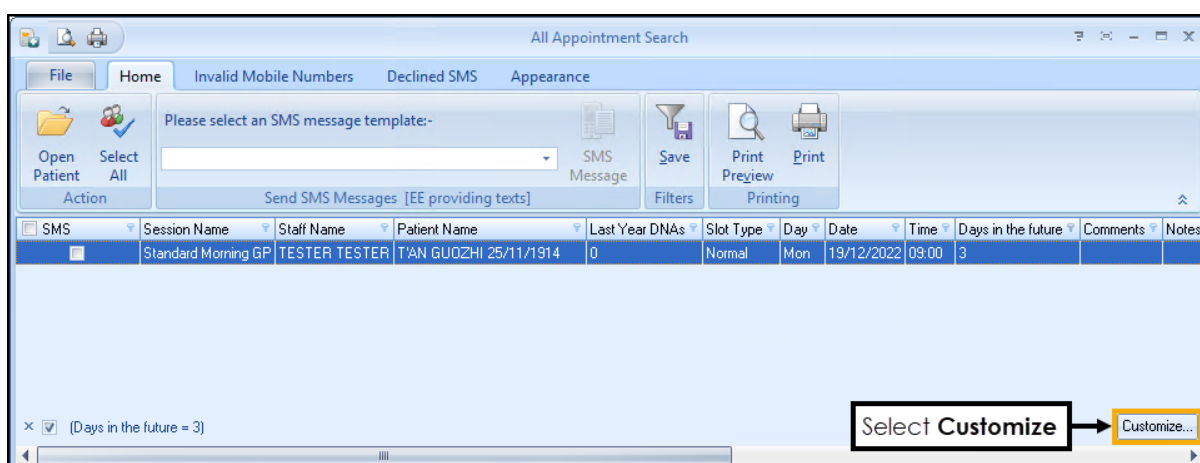 All Appointment Search
File Home Invalid Mobile Numbers Declined SMS Appearance
Please select an SMS message template:-
Open Patient Select All SMS Message Save Print Preview Print
Action Send SMS Messages [EE providing texts] Filters Printing
SMS Session Name Staff Name Patient Name Last Year DNAs Slot Type Day Date Time Days in the future Comments Notes
Standard Morning GP TESTER TESTER T'AN GUOZHI 25/11/1914 0 Normal Mon 19/12/2022 09:00 3
(Days in the future = 3) Select Customize Customize...